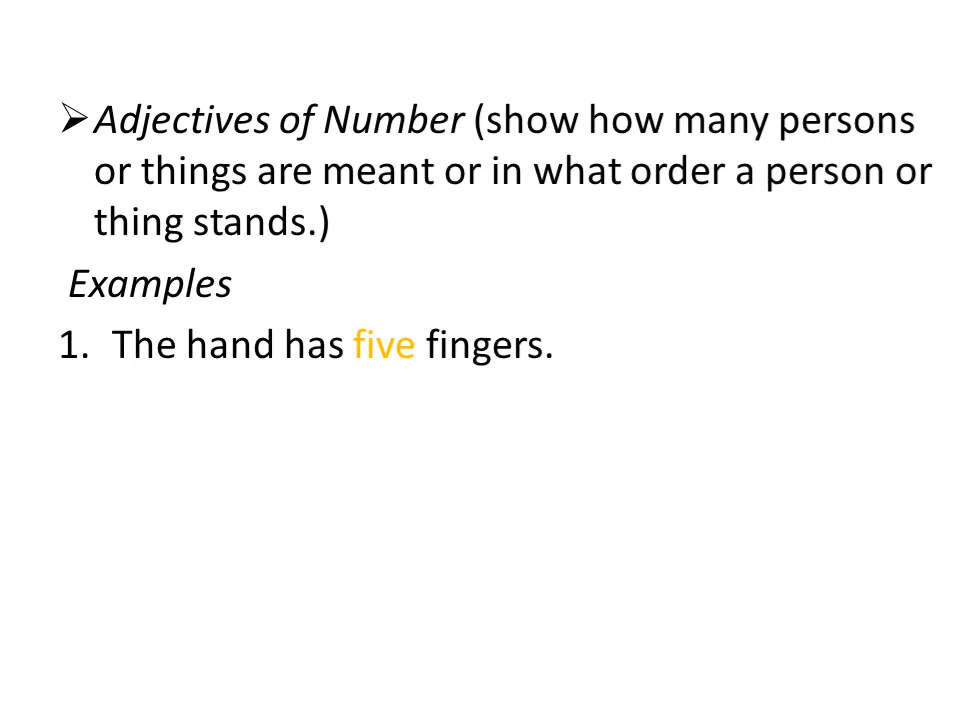 ➢ Adjectives of Number (show how many persons
or things are meant or in what order a person or
thing stands.)
Examples
1. The hand has five fingers.